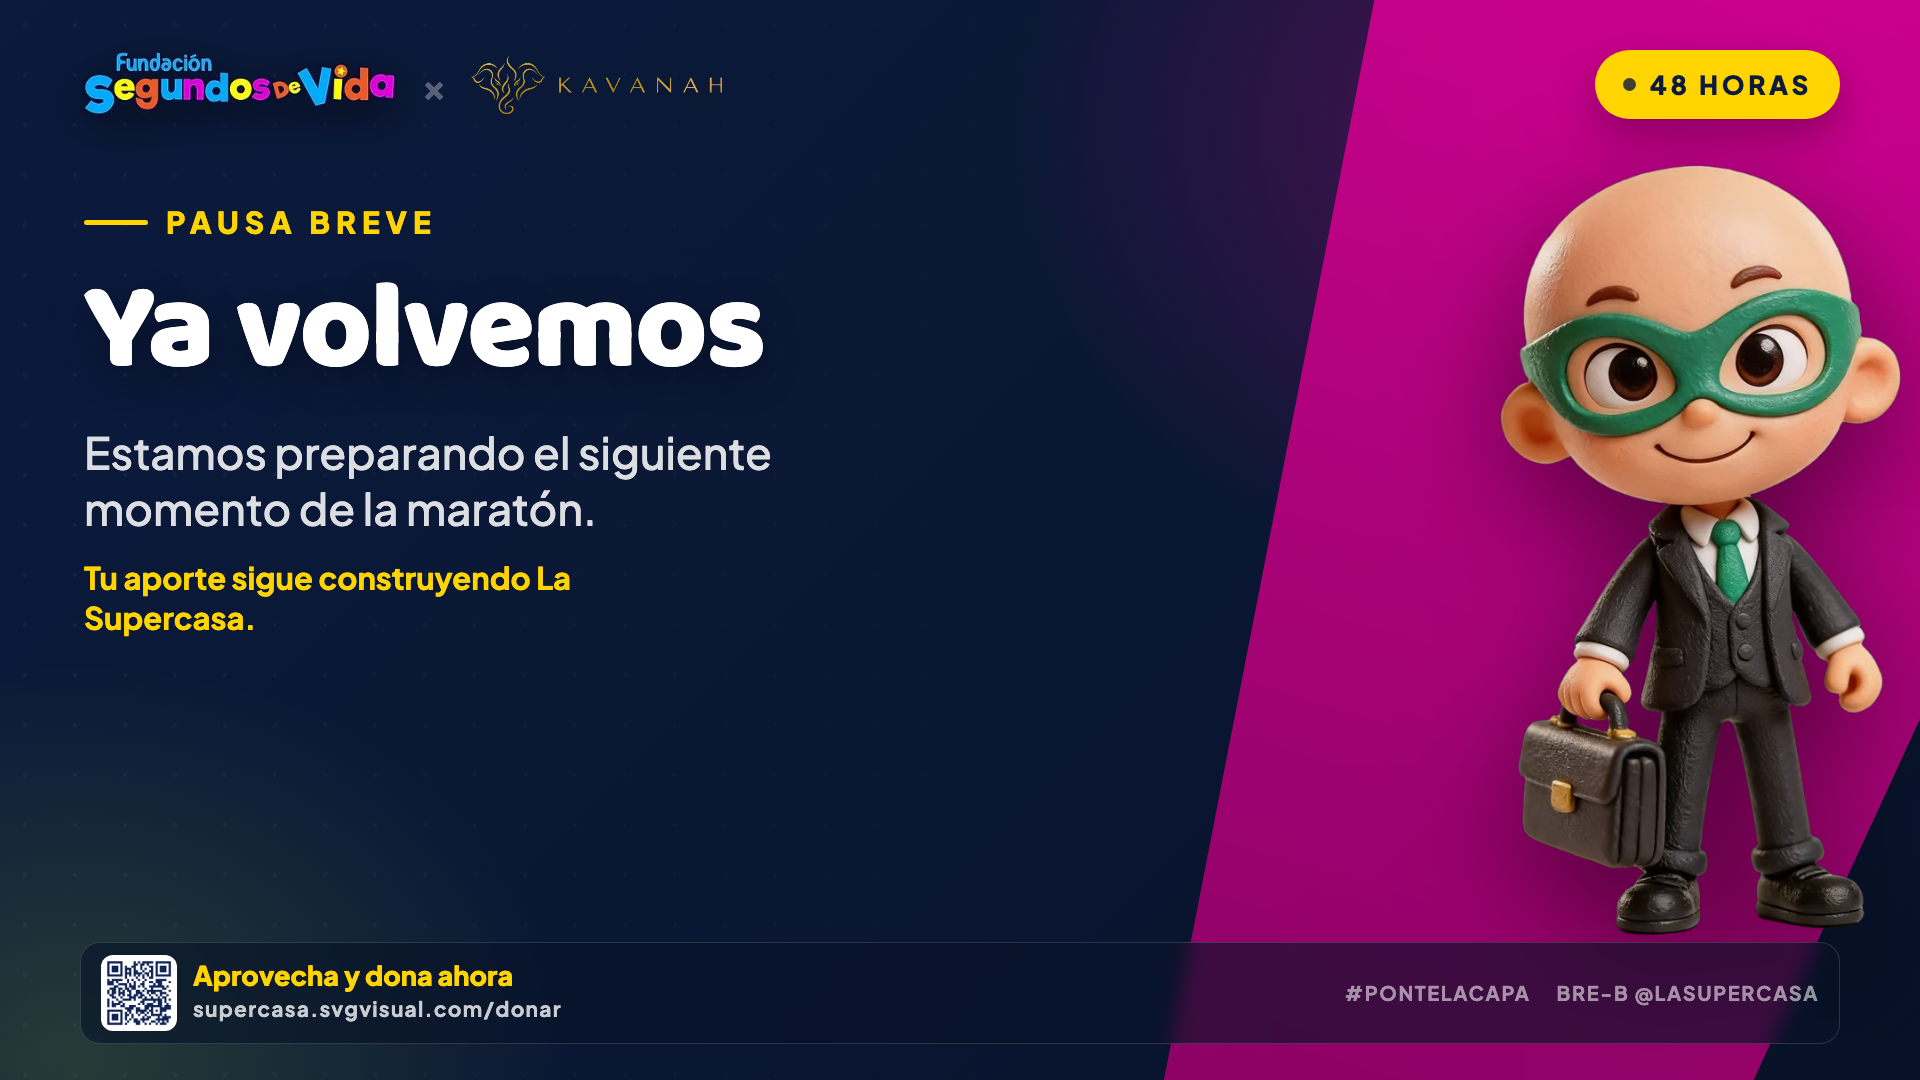 Fundación
Segundos DE Vida
×
KAVANAH
48 HORAS
PAUSA BREVE
Ya volvemos
Estamos preparando el siguiente
momento de la maratón.
Tu aporte sigue construyendo La
Supercasa.
Aprovecha y dona ahora
supercasa.svgvisual.com/donar
#PONTELACAPA
BRE-B @LASUPERCASA